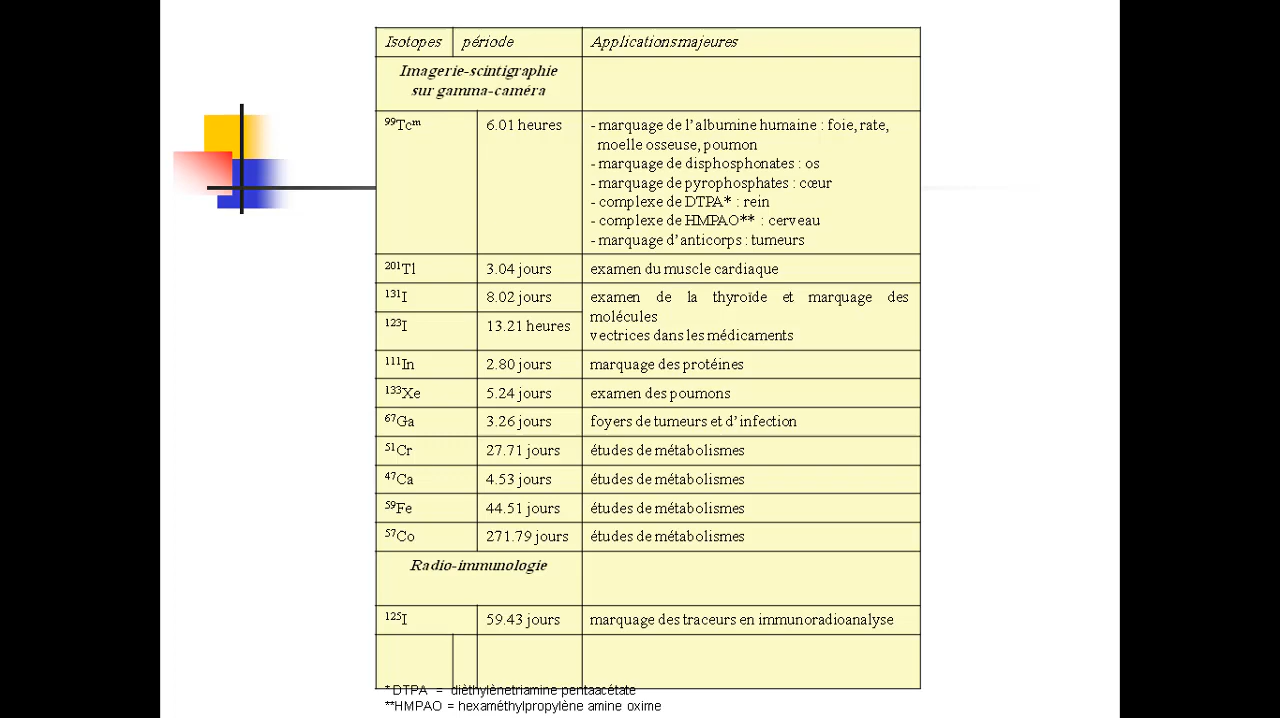 Isotopes période Applicationsmajeures
Imagerie-scintigraphie
sur gamma-caméra
⁹⁹Tcᵐ 6.01 heures - marquage de l'albumine humaine : foie, rate,
moelle osseuse, poumon
- marquage de disphosphonates : os
- marquage de pyrophosphates : cœur
- complexe de DTPA* : rein
- complexe de HMPAO** : cerveau
- marquage d'anticorps : tumeurs
²⁰¹Tl 3.04 jours examen du muscle cardiaque
¹³¹I 8.02 jours examen de la thyroïde et marquage des
molécules
¹²³I 13.21 heures vectrices dans les médicaments
¹¹¹In 2.80 jours marquage des protéines
¹³³Xe 5.24 jours examen des poumons
⁶⁷Ga 3.26 jours foyers de tumeurs et d'infection
⁵¹Cr 27.71 jours études de métabolismes
⁴⁷Ca 4.53 jours études de métabolismes
⁵⁹Fe 44.51 jours études de métabolismes
⁵⁷Co 271.79 jours études de métabolismes
Radio-immunologie
¹²⁵I 59.43 jours marquage des traceurs en immunoradioanalyse
* DTPA = dièthylènetriamine pentaacétate
**HMPAO = hexaméthylpropylène amine oxime